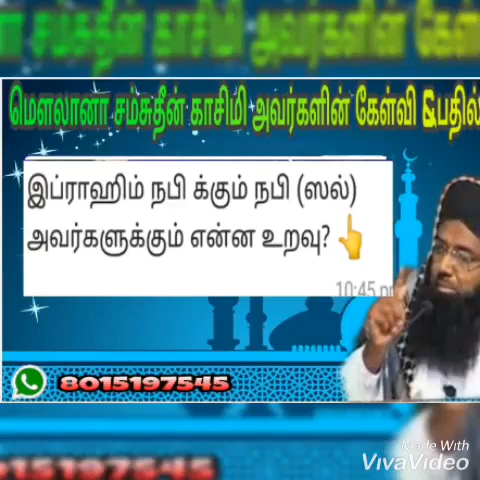 மௌலானா சம்சுதீன் காசிமி அவர்களின் கேள்வி &பதில்
இப்ராஹிம் நபி க்கும் நபி (ஸல்)
அவர்களுக்கும் என்ன உறவு?👆
10:45 pm
8015197545
Made With
VivaVideo